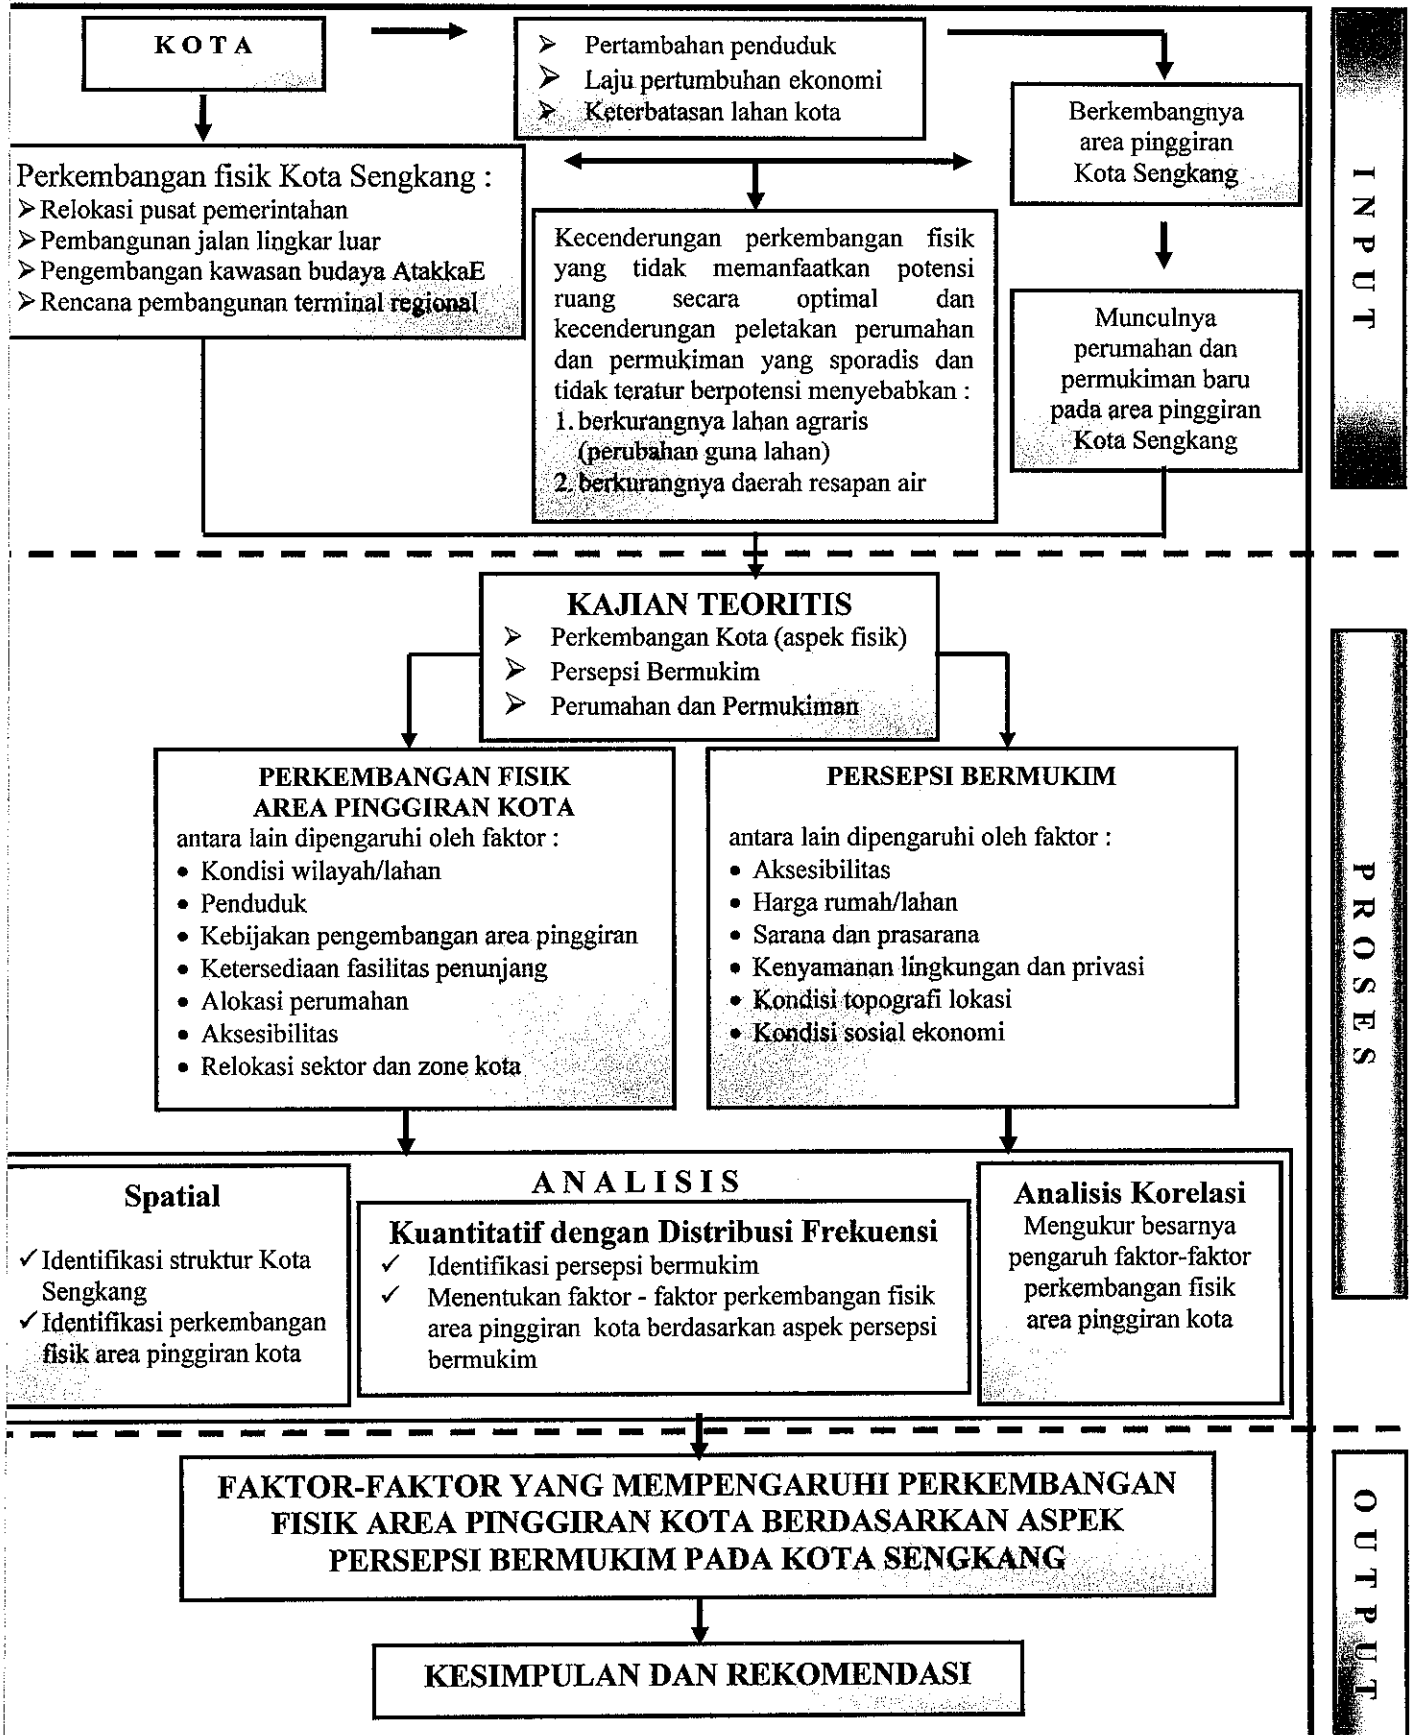 K O T A
➢ Pertambahan penduduk
➢ Laju pertumbuhan ekonomi
➢ Keterbatasan lahan kota
Berkembangnya
area pinggiran
Kota Sengkang
Perkembangan fisik Kota Sengkang :
➢ Relokasi pusat pemerintahan
➢ Pembangunan jalan lingkar luar
➢ Pengembangan kawasan budaya AtakkaE
➢ Rencana pembangunan terminal regional
Kecenderungan perkembangan fisik
yang tidak memanfaatkan potensi
ruang secara optimal dan
kecenderungan peletakan perumahan
dan permukiman yang sporadis dan
tidak teratur berpotensi menyebabkan :
1. berkurangnya lahan agraris
(perubahan guna lahan)
2. berkurangnya daerah resapan air
Munculnya
perumahan dan
permukiman baru
pada area pinggiran
Kota Sengkang
I N P U T
KAJIAN TEORITIS
➢ Perkembangan Kota (aspek fisik)
➢ Persepsi Bermukim
➢ Perumahan dan Permukiman
PERKEMBANGAN FISIK
AREA PINGGIRAN KOTA
antara lain dipengaruhi oleh faktor :
• Kondisi wilayah/lahan
• Penduduk
• Kebijakan pengembangan area pinggiran
• Ketersediaan fasilitas penunjang
• Alokasi perumahan
• Aksesibilitas
• Relokasi sektor dan zone kota
PERSEPSI BERMUKIM
antara lain dipengaruhi oleh faktor :
• Aksesibilitas
• Harga rumah/lahan
• Sarana dan prasarana
• Kenyamanan lingkungan dan privasi
• Kondisi topografi lokasi
• Kondisi sosial ekonomi
P R O S E S
A N A L I S I S
Spatial
✓ Identifikasi struktur Kota
Sengkang
✓ Identifikasi perkembangan
fisik area pinggiran kota
Kuantitatif dengan Distribusi Frekuensi
✓ Identifikasi persepsi bermukim
✓ Menentukan faktor - faktor perkembangan fisik
area pinggiran kota berdasarkan aspek persepsi
bermukim
Analisis Korelasi
Mengukur besarnya
pengaruh faktor-faktor
perkembangan fisik
area pinggiran kota
FAKTOR-FAKTOR YANG MEMPENGARUHI PERKEMBANGAN
FISIK AREA PINGGIRAN KOTA BERDASARKAN ASPEK
PERSEPSI BERMUKIM PADA KOTA SENGKANG
KESIMPULAN DAN REKOMENDASI
O U T P U T